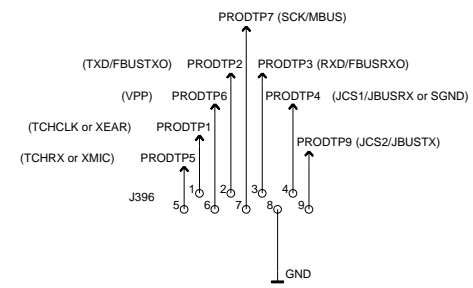 PRODTP7 (SCK/MBUS)
(TXD/FBUSTXO) PRODTP2 PRODTP3 (RXD/FBUSRXO)
(VPP) PRODTP6 PRODTP4 (JCS1/JBUSRX or SGND)
(TCHCLK or XEAR) PRODTP1
PRODTP9 (JCS2/JBUSTX)
(TCHRX or XMIC) PRODTP5
1 2 3 4
J396
5 6 7 8 9
GND